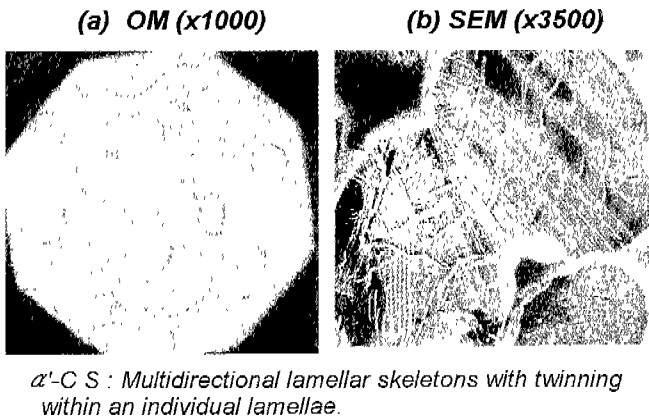 (a) OM (x1000)
(b) SEM (x3500)
α'-C S : Multidirectional lamellar skeletons with twinning
within an individual lamellae.